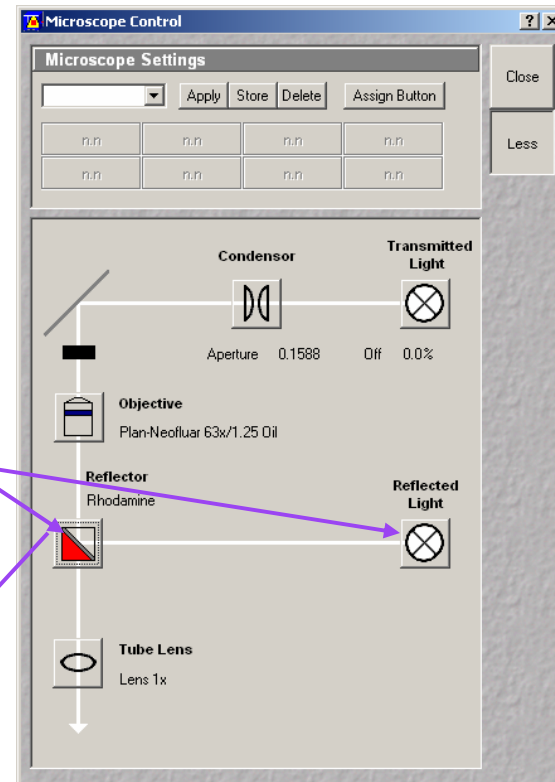 Microscope Control
Microscope Settings
Close
Apply Store Delete Assign Button
Less
n.n n.n n.n n.n
n.n n.n n.n n.n
Condensor
Transmitted
Light
Aperture 0.1588 Off 0.0%
Objective
Plan-Neofluar 63x/1.25 Oil
Reflector
Rhodamine
Reflected
Light
Tube Lens
Lens 1x